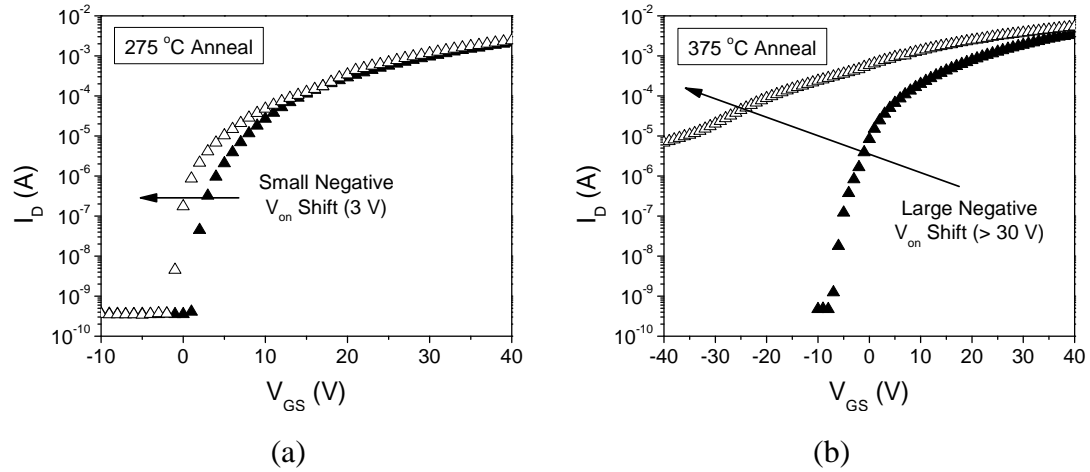 275 °C Anneal
10⁻² 10⁻³ 10⁻⁴ 10⁻⁵ 10⁻⁶ 10⁻⁷ 10⁻⁸ 10⁻⁹ 10⁻¹⁰
I_D (A)
Small Negative
V_on Shift (3 V)
-10 0 10 20 30 40
V_GS (V)
(a)
375 °C Anneal
10⁻² 10⁻³ 10⁻⁴ 10⁻⁵ 10⁻⁶ 10⁻⁷ 10⁻⁸ 10⁻⁹ 10⁻¹⁰
I_D (A)
Large Negative
V_on Shift (> 30 V)
-40 -30 -20 -10 0 10 20 30 40
V_GS (V)
(b)